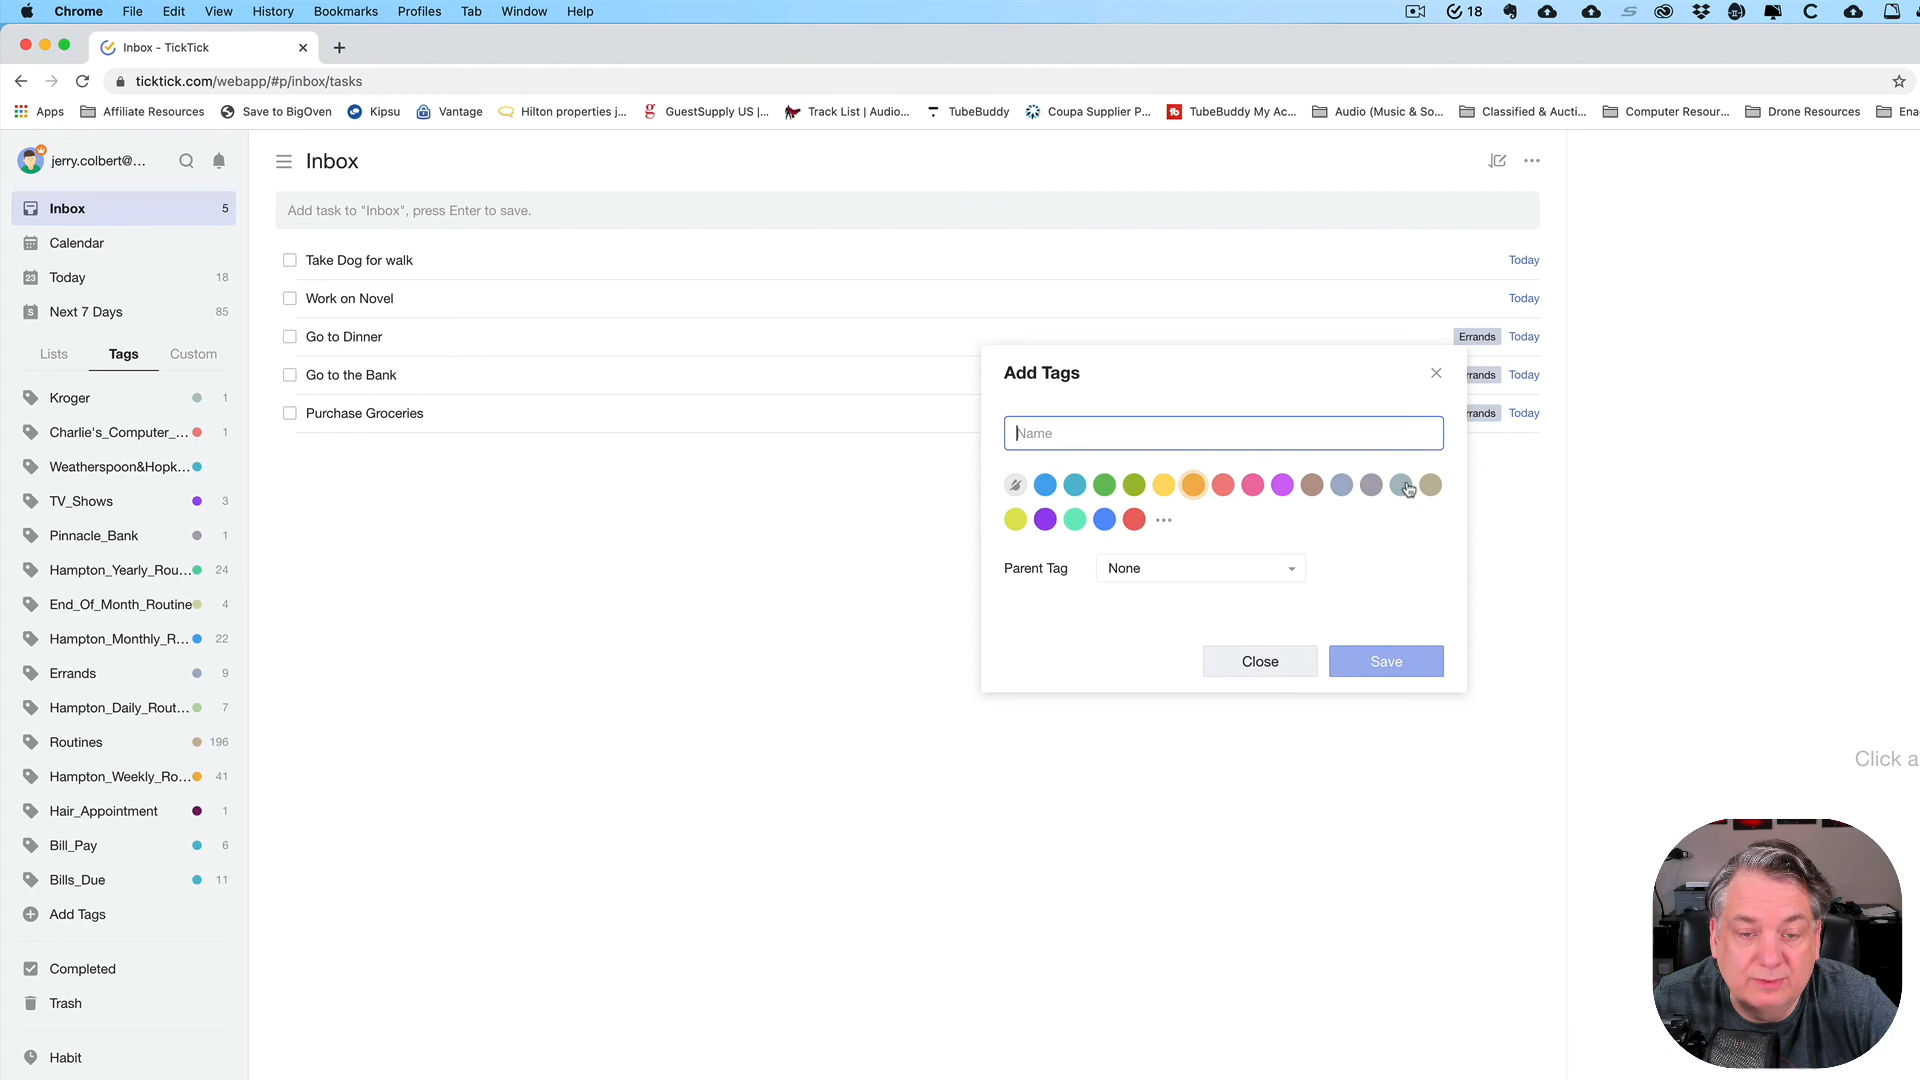 Chrome File Edit View History Bookmarks Profiles Tab Window Help 18
Inbox - TickTick
ticktick.com/webapp/#p/inbox/tasks
Apps Affiliate Resources Save to BigOven Kipsu Vantage Hilton properties j... GuestSupply US |... Track List | Audio... TubeBuddy Coupa Supplier P... TubeBuddy My Ac... Audio (Music & So... Classified & Aucti... Computer Resour... Drone Resources Ena
jerry.colbert@...
Inbox 5
Calendar
23 Today 18
S Next 7 Days 85
Lists Tags Custom
Kroger 1
Charlie's_Computer_... 1
Weatherspoon&Hopk...
TV_Shows 3
Pinnacle_Bank 1
Hampton_Yearly_Rou... 24
End_Of_Month_Routine 4
Hampton_Monthly_R... 22
Errands 9
Hampton_Daily_Rout... 7
Routines 196
Hampton_Weekly_Ro... 41
Hair_Appointment 1
Bill_Pay 6
Bills_Due 11
Add Tags
Completed
Trash
Habit
Inbox
Add task to "Inbox", press Enter to save.
Take Dog for walk Today
Work on Novel Today
Go to Dinner Errands Today
Go to the Bank rrands Today
Purchase Groceries rrands Today
Add Tags
Name
Parent Tag None
Close Save
Click a